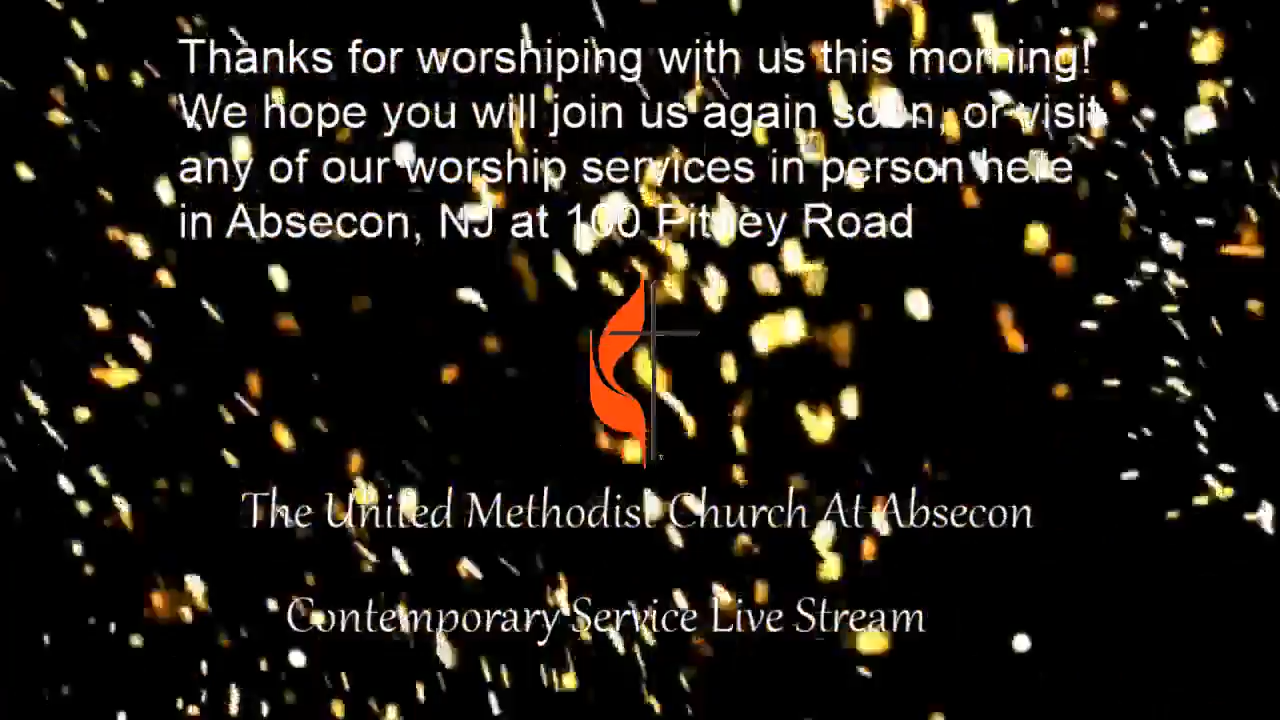 Thanks for worshiping with us this morning!
We hope you will join us again soon, or visit
any of our worship services in person here
in Absecon, NJ at 100 Pitney Road
The United Methodist Church At Absecon
Contemporary Service Live Stream